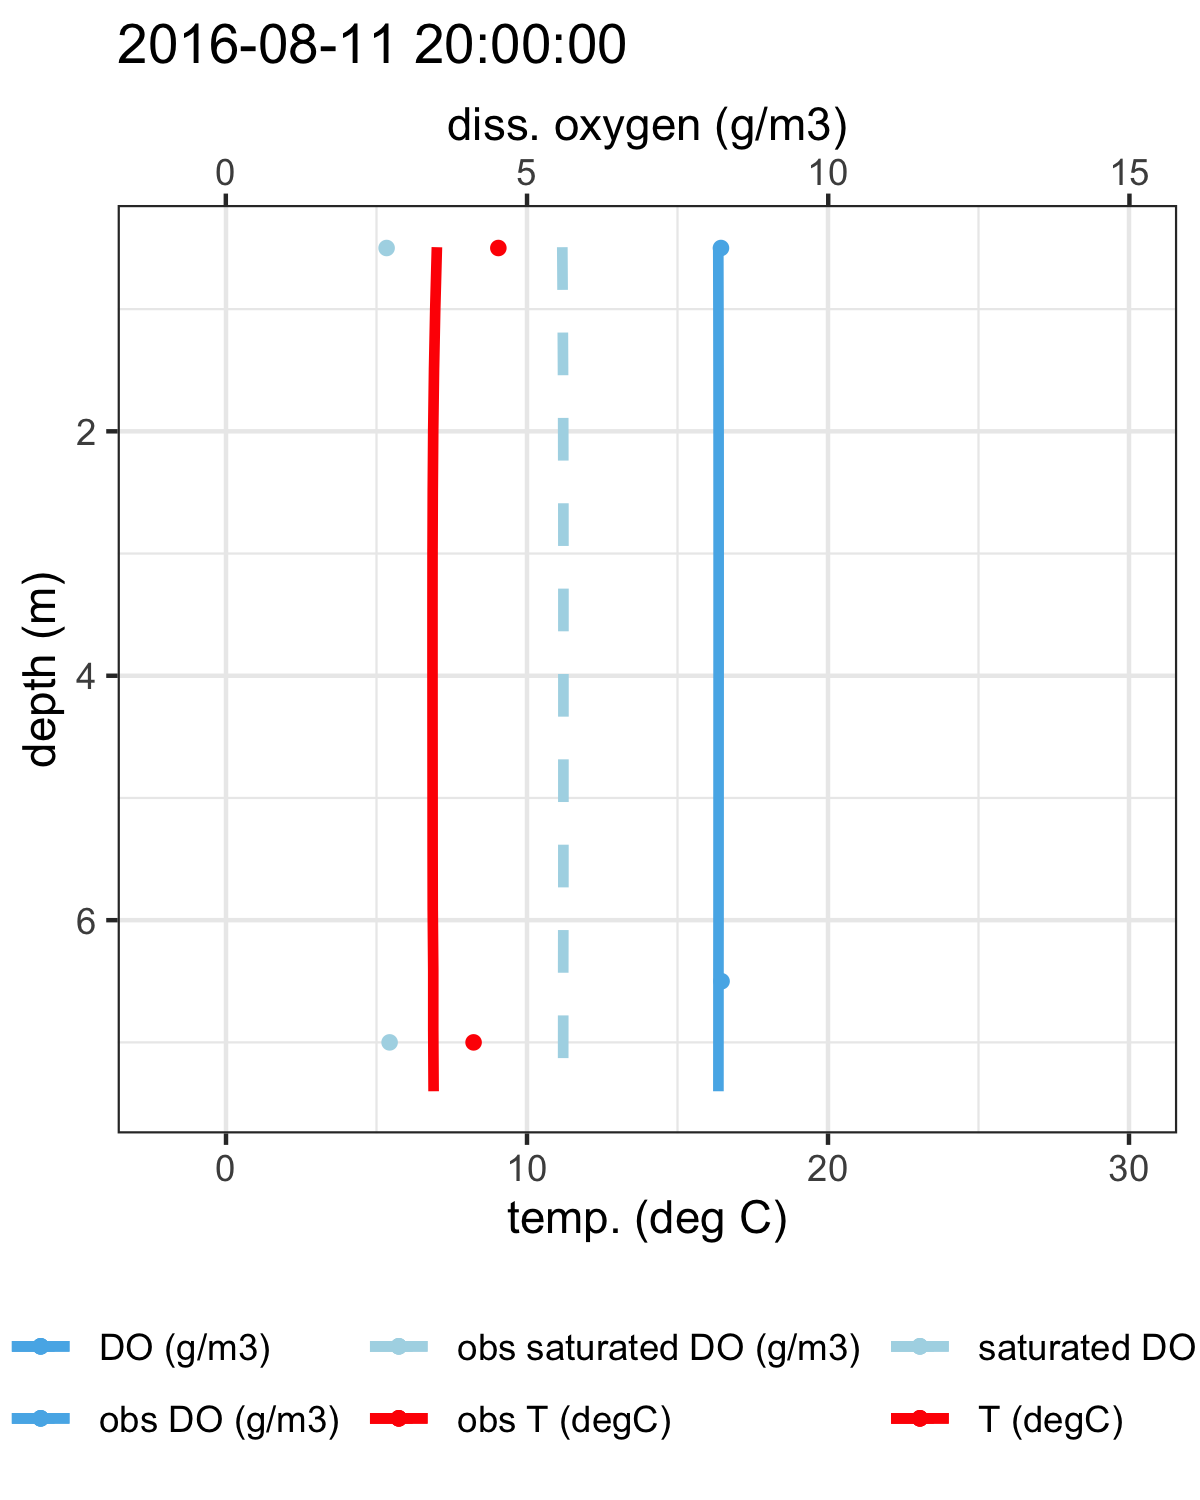 2016-08-11 20:00:00
diss. oxygen (g/m3)
0 5 10 15
depth (m)
2
4
6
0 10 20 30
temp. (deg C)
DO (g/m3) obs saturated DO (g/m3) saturated DO
obs DO (g/m3) obs T (degC) T (degC)